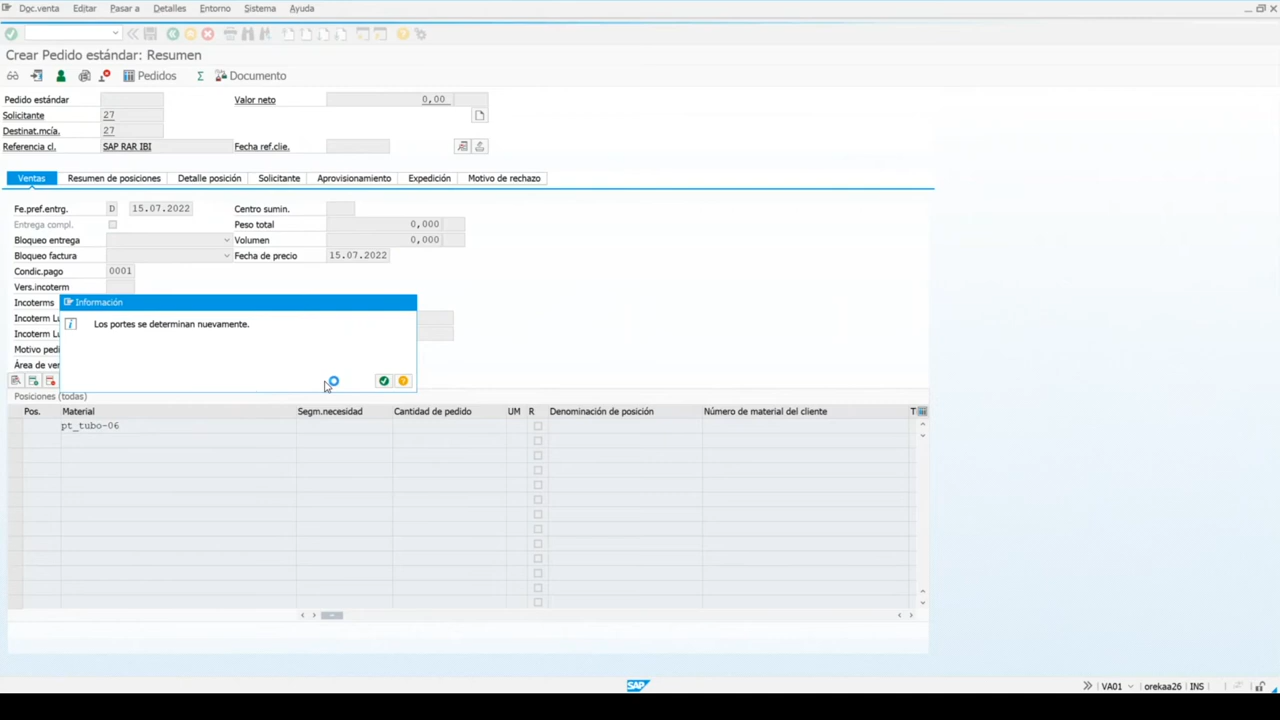 Doc.venta Editar Pasar a Detalles Entorno Sistema Ayuda
Crear Pedido estándar: Resumen
Pedidos Σ Documento
Pedido estándar Valor neto 0,00
Solicitante 27
Destinat.mcía. 27
Referencia cl. SAP RAR IBI Fecha ref.clie.
Ventas Resumen de posiciones Detalle posición Solicitante Aprovisionamiento Expedición Motivo de rechazo
Fe.pref.entrg. D 15.07.2022 Centro sumin.
Entrega compl. Peso total 0,000
Bloqueo entrega Volumen 0,000
Bloqueo factura Fecha de precio 15.07.2022
Condic.pago 0001
Vers.incoterm
Incoterms
Información
Incoterm Lu
Los portes se determinan nuevamente.
Incoterm Lu
Motivo pedi
Área de ver
Posiciones (todas)
Pos. Material Segm.necesidad Cantidad de pedido UM R Denominación de posición Número de material del cliente T
pt_tubo-06
SAP VA01 orekaa26 INS